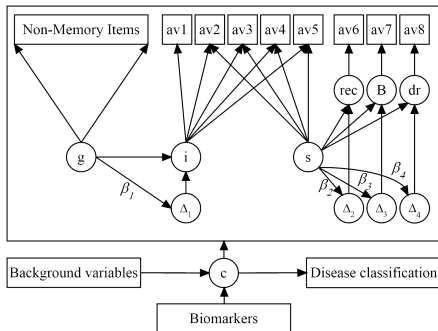 Non-Memory Items av1 av2 av3 av4 av5 av6 av7 av8
rec B dr
g i s
β1 β2 β3 β4
Δ1 Δ2 Δ3 Δ4
Background variables c Disease classification
Biomarkers